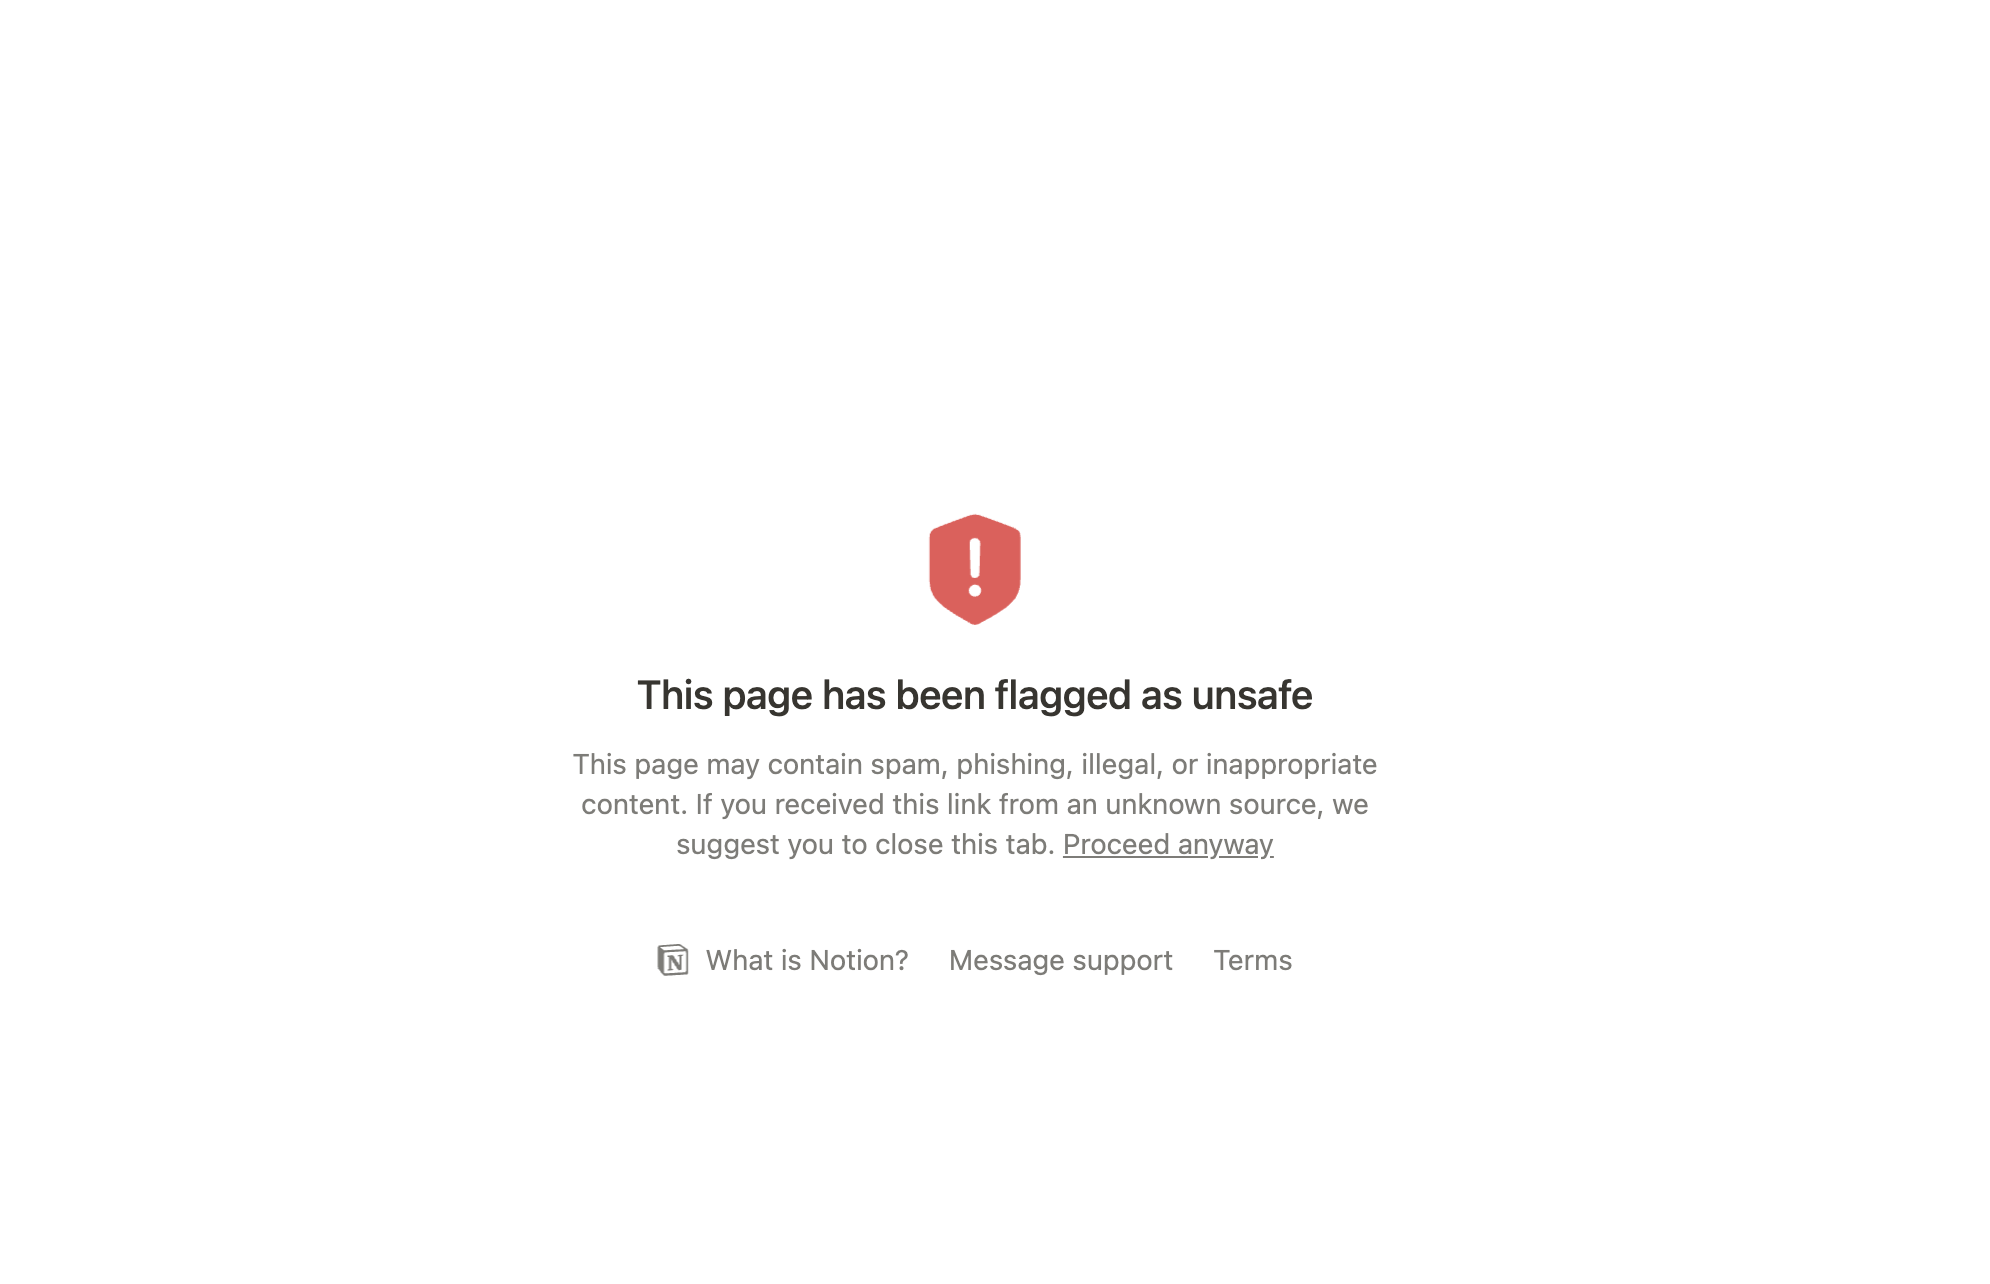 This page has been flagged as unsafe
This page may contain spam, phishing, illegal, or inappropriate
content. If you received this link from an unknown source, we
suggest you to close this tab. Proceed anyway
N What is Notion? Message support Terms